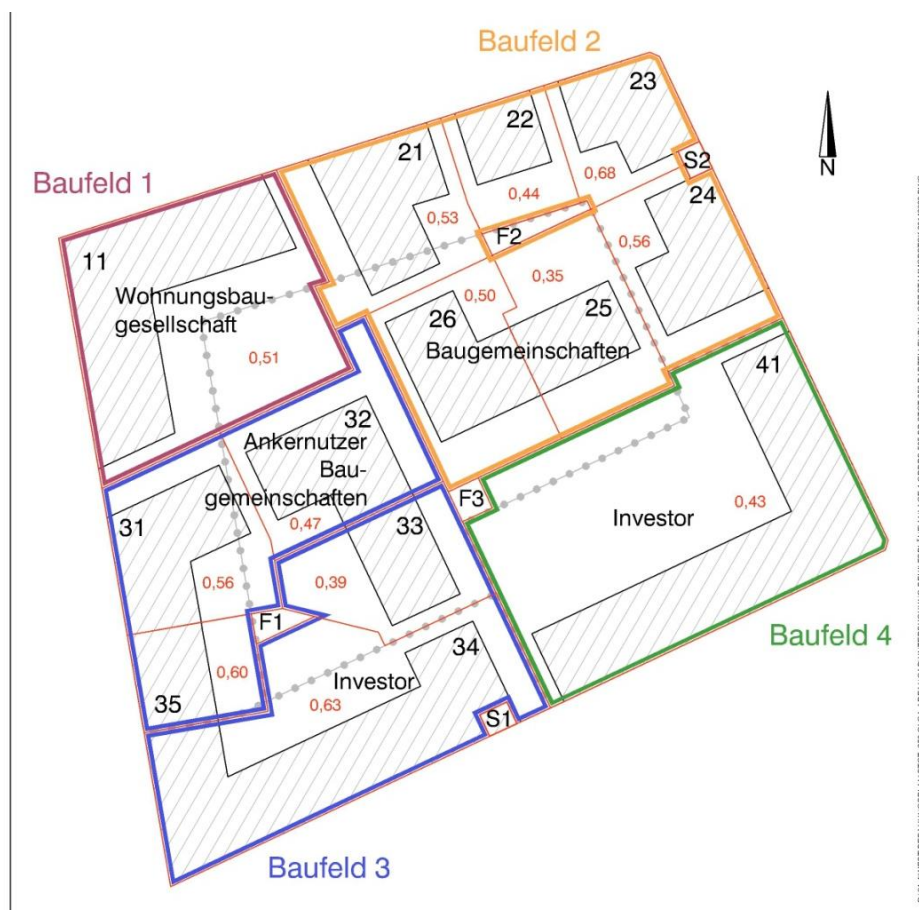 Baufeld 2
23
22
21
S2
Baufeld 1
0,68
0,44
24
0,53
F2
0,56
11
0,35
Wohnungsbau-
gesellschaft
0,50
25
26
Baugemeinschaften
0,51
41
32
Ankernutzer
Bau-
gemeinschaften
F3
0,43
31
33
Investor
0,47
0,56
0,39
F1
Baufeld 4
34
0,60
Investor
35
0,63
S1
Baufeld 3
N